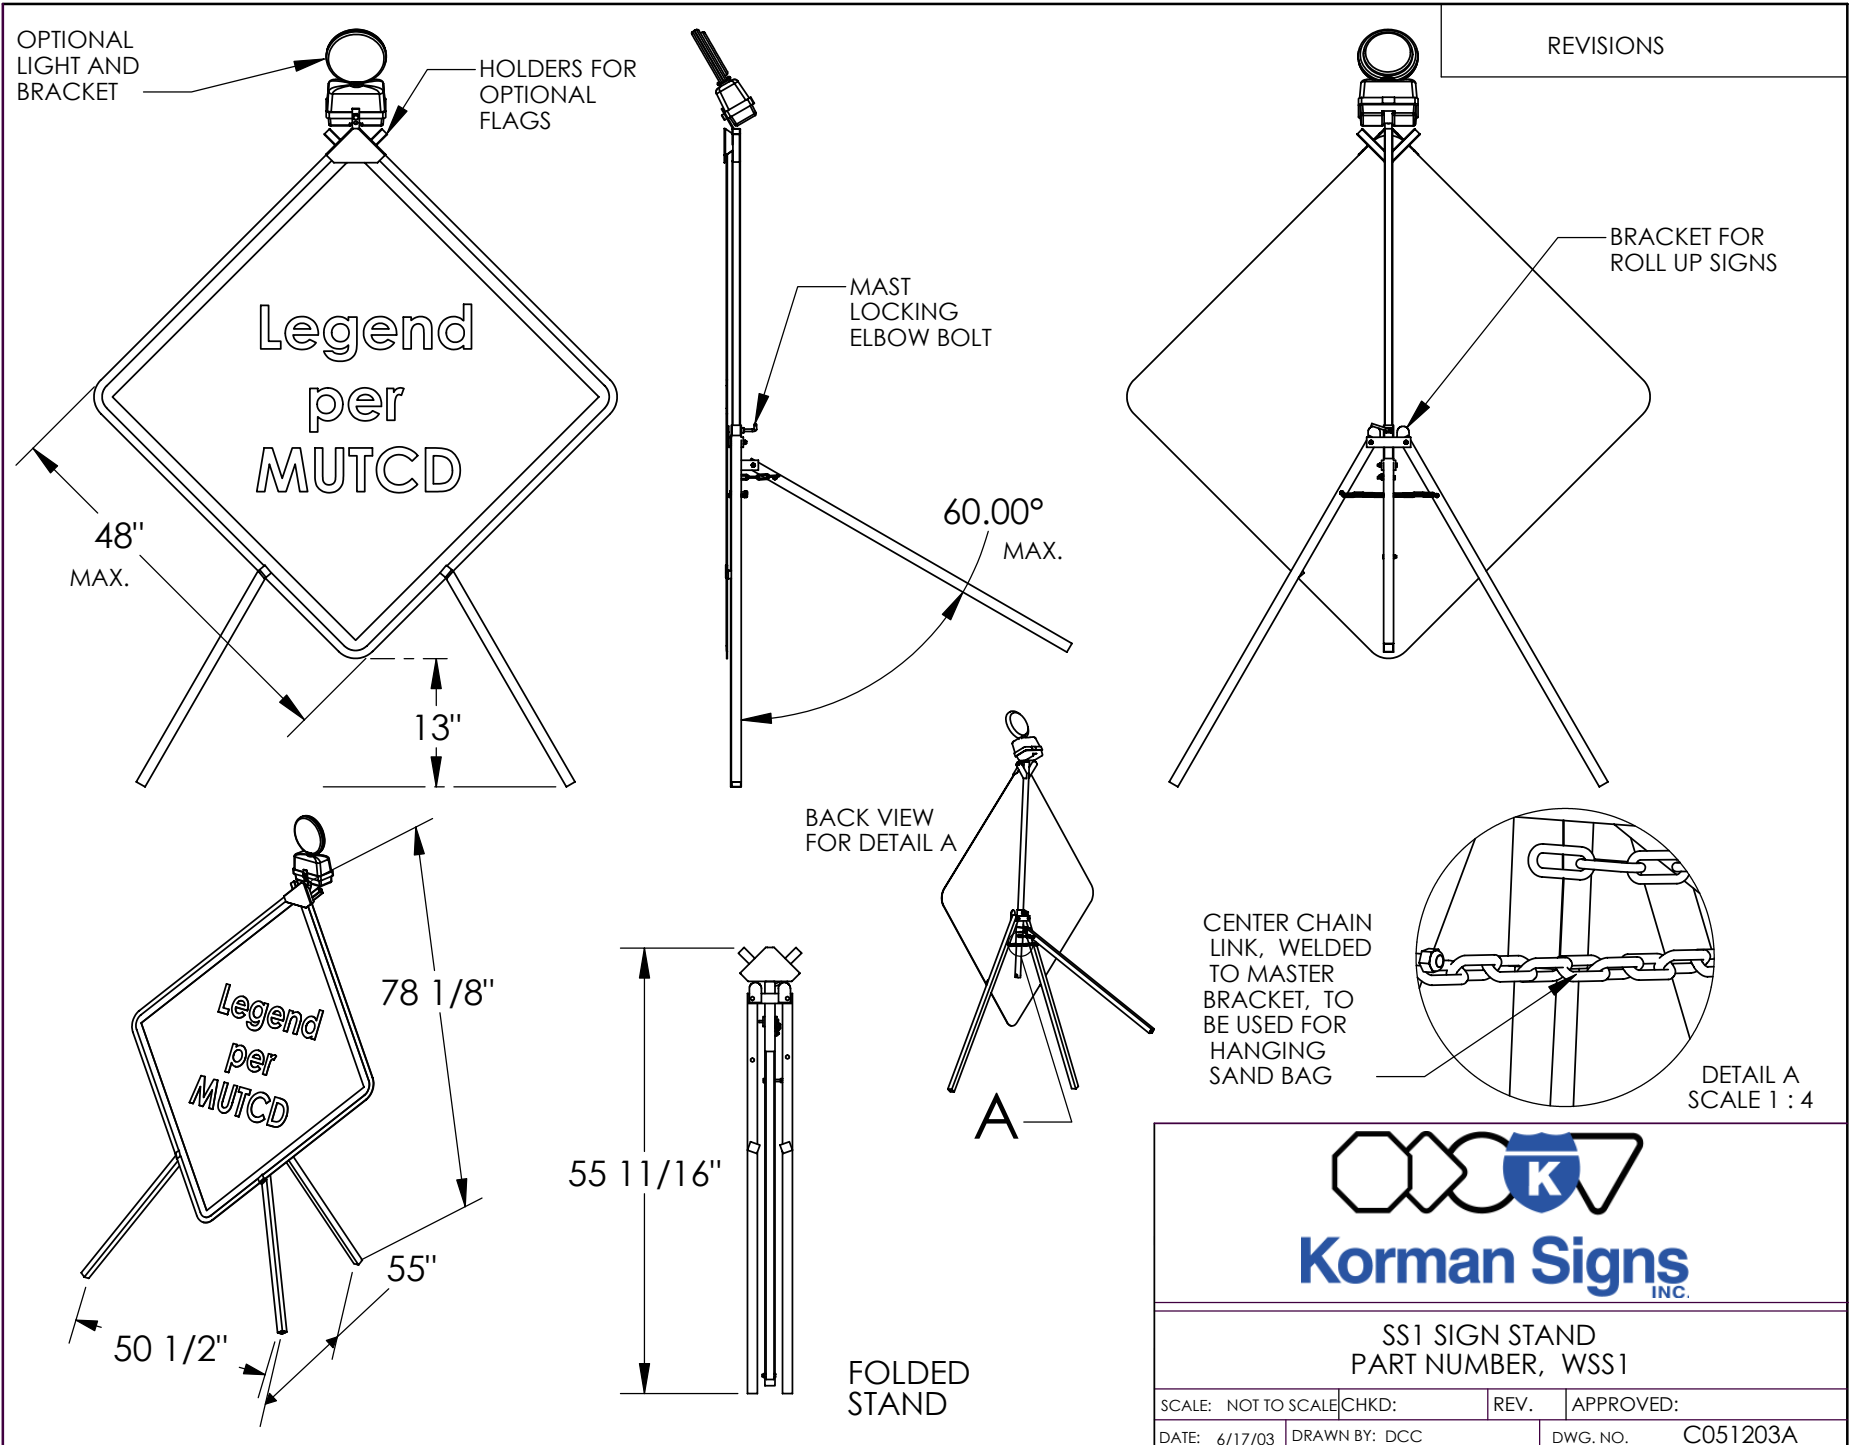 OPTIONAL
LIGHT AND
BRACKET
HOLDERS FOR
OPTIONAL
FLAGS
REVISIONS
BRACKET FOR
ROLL UP SIGNS
MAST
LOCKING
ELBOW BOLT
Legend
per
MUTCD
48"
MAX.
13"
60.00°
MAX.
BACK VIEW
FOR DETAIL A
78 1/8"
Legend
per
MUTCD
55"
50 1/2"
55 11/16"
FOLDED
STAND
A
CENTER CHAIN
LINK, WELDED
TO MASTER
BRACKET, TO
BE USED FOR
HANGING
SAND BAG
DETAIL A
SCALE 1 : 4
K
Korman Signs
INC.
SS1 SIGN STAND
PART NUMBER, WSS1
SCALE: NOT TO SCALE CHKD: REV. APPROVED:
DATE: 6/17/03 DRAWN BY: DCC DWG. NO. C051203A